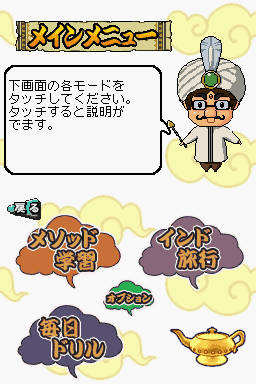 メインメニュー
下画面の各モードを
タッチしてください。
タッチすると説明が
でます。
戻る
メソッド
学習
インド
旅行
オプション
毎日
ドリル